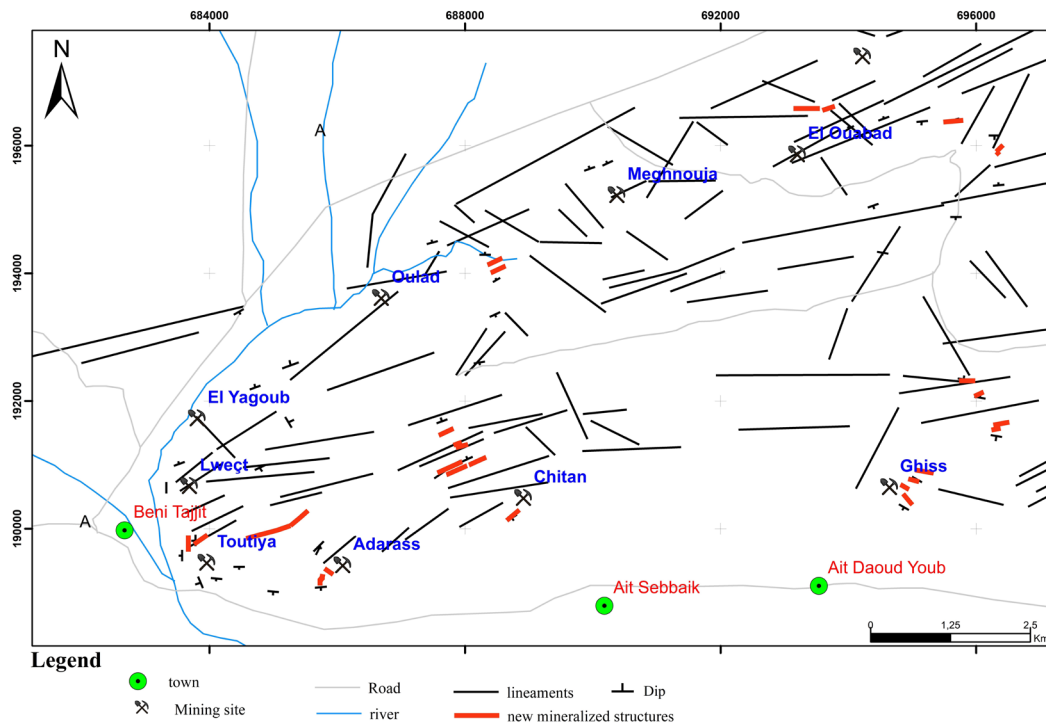 684000
688000
692000
696000
N
A
196000
El Ouabad
Meghnouja
194000
Oulad
192000
El Yagoub
Lweçt
Chitan
Ghiss
Beni Tajjit
A
190000
Toutiya
Adarass
Ait Daoud Youb
Ait Sebbaik
0
1,25
2,5
Km
Legend
town
Road
lineaments
Dip
Mining site
river
new mineralized structures